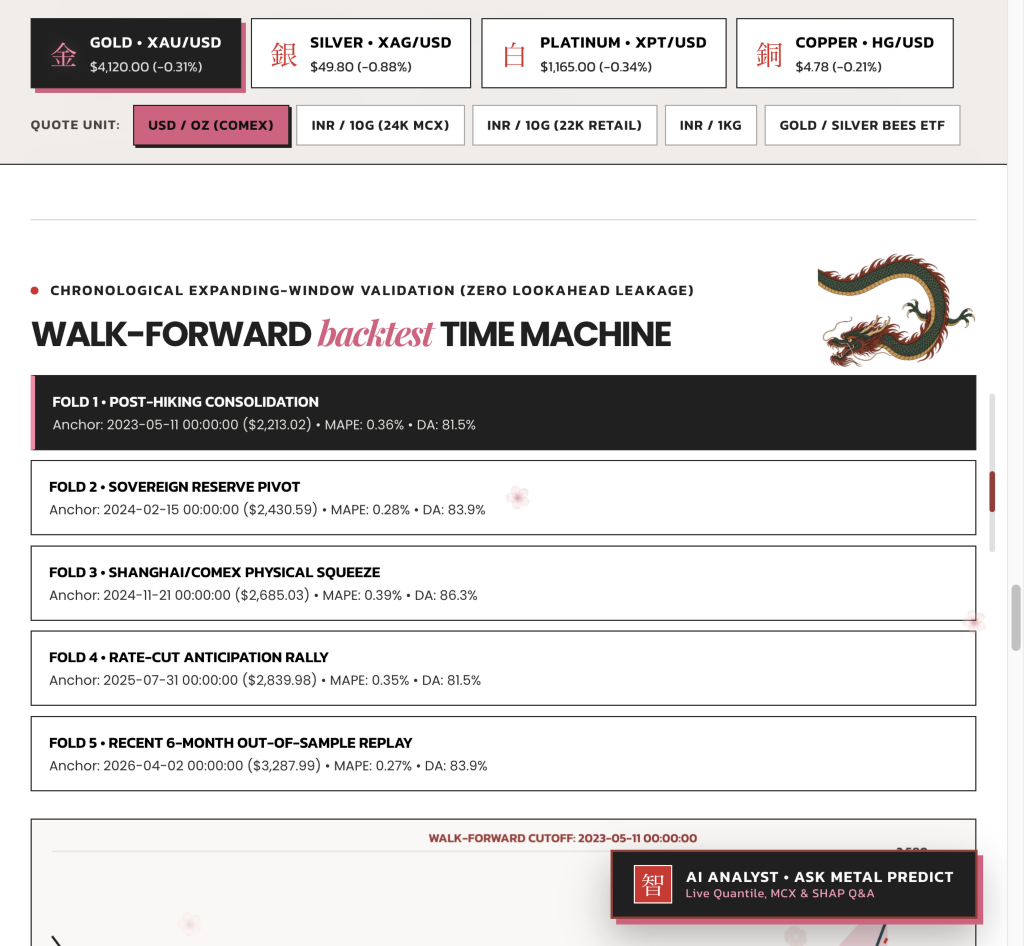 金
GOLD • XAU/USD
$4,120.00 (-0.31%)
銀
SILVER • XAG/USD
$49.80 (-0.88%)
白
PLATINUM • XPT/USD
$1,165.00 (-0.34%)
銅
COPPER • HG/USD
$4.78 (-0.21%)
QUOTE UNIT:
USD / OZ (COMEX)
INR / 10G (24K MCX)
INR / 10G (22K RETAIL)
INR / 1KG
GOLD / SILVER BEES ETF
CHRONOLOGICAL EXPANDING-WINDOW VALIDATION (ZERO LOOKAHEAD LEAKAGE)
WALK-FORWARD backtest TIME MACHINE
FOLD 1 • POST-HIKING CONSOLIDATION
Anchor: 2023-05-11 00:00:00 ($2,213.02) • MAPE: 0.36% • DA: 81.5%
FOLD 2 • SOVEREIGN RESERVE PIVOT
Anchor: 2024-02-15 00:00:00 ($2,430.59) • MAPE: 0.28% • DA: 83.9%
FOLD 3 • SHANGHAI/COMEX PHYSICAL SQUEEZE
Anchor: 2024-11-21 00:00:00 ($2,685.03) • MAPE: 0.39% • DA: 86.3%
FOLD 4 • RATE-CUT ANTICIPATION RALLY
Anchor: 2025-07-31 00:00:00 ($2,839.98) • MAPE: 0.35% • DA: 81.5%
FOLD 5 • RECENT 6-MONTH OUT-OF-SAMPLE REPLAY
Anchor: 2026-04-02 00:00:00 ($3,287.99) • MAPE: 0.27% • DA: 83.9%
WALK-FORWARD CUTOFF: 2023-05-11 00:00:00
智
AI ANALYST • ASK METAL PREDICT
Live Quantile, MCX & SHAP Q&A